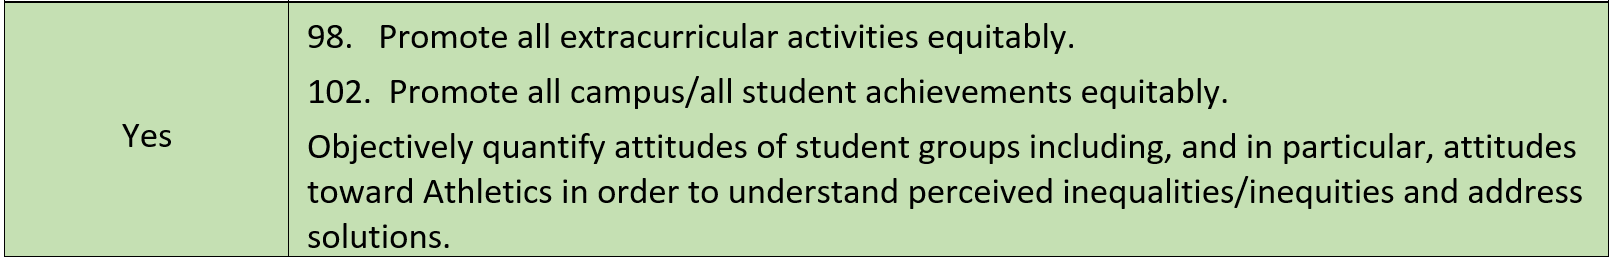 98. Promote all extracurricular activities equitably.
102. Promote all campus/all student achievements equitably.
Yes
Objectively quantify attitudes of student groups including, and in particular, attitudes
toward Athletics in order to understand perceived inequalities/inequities and address
solutions.